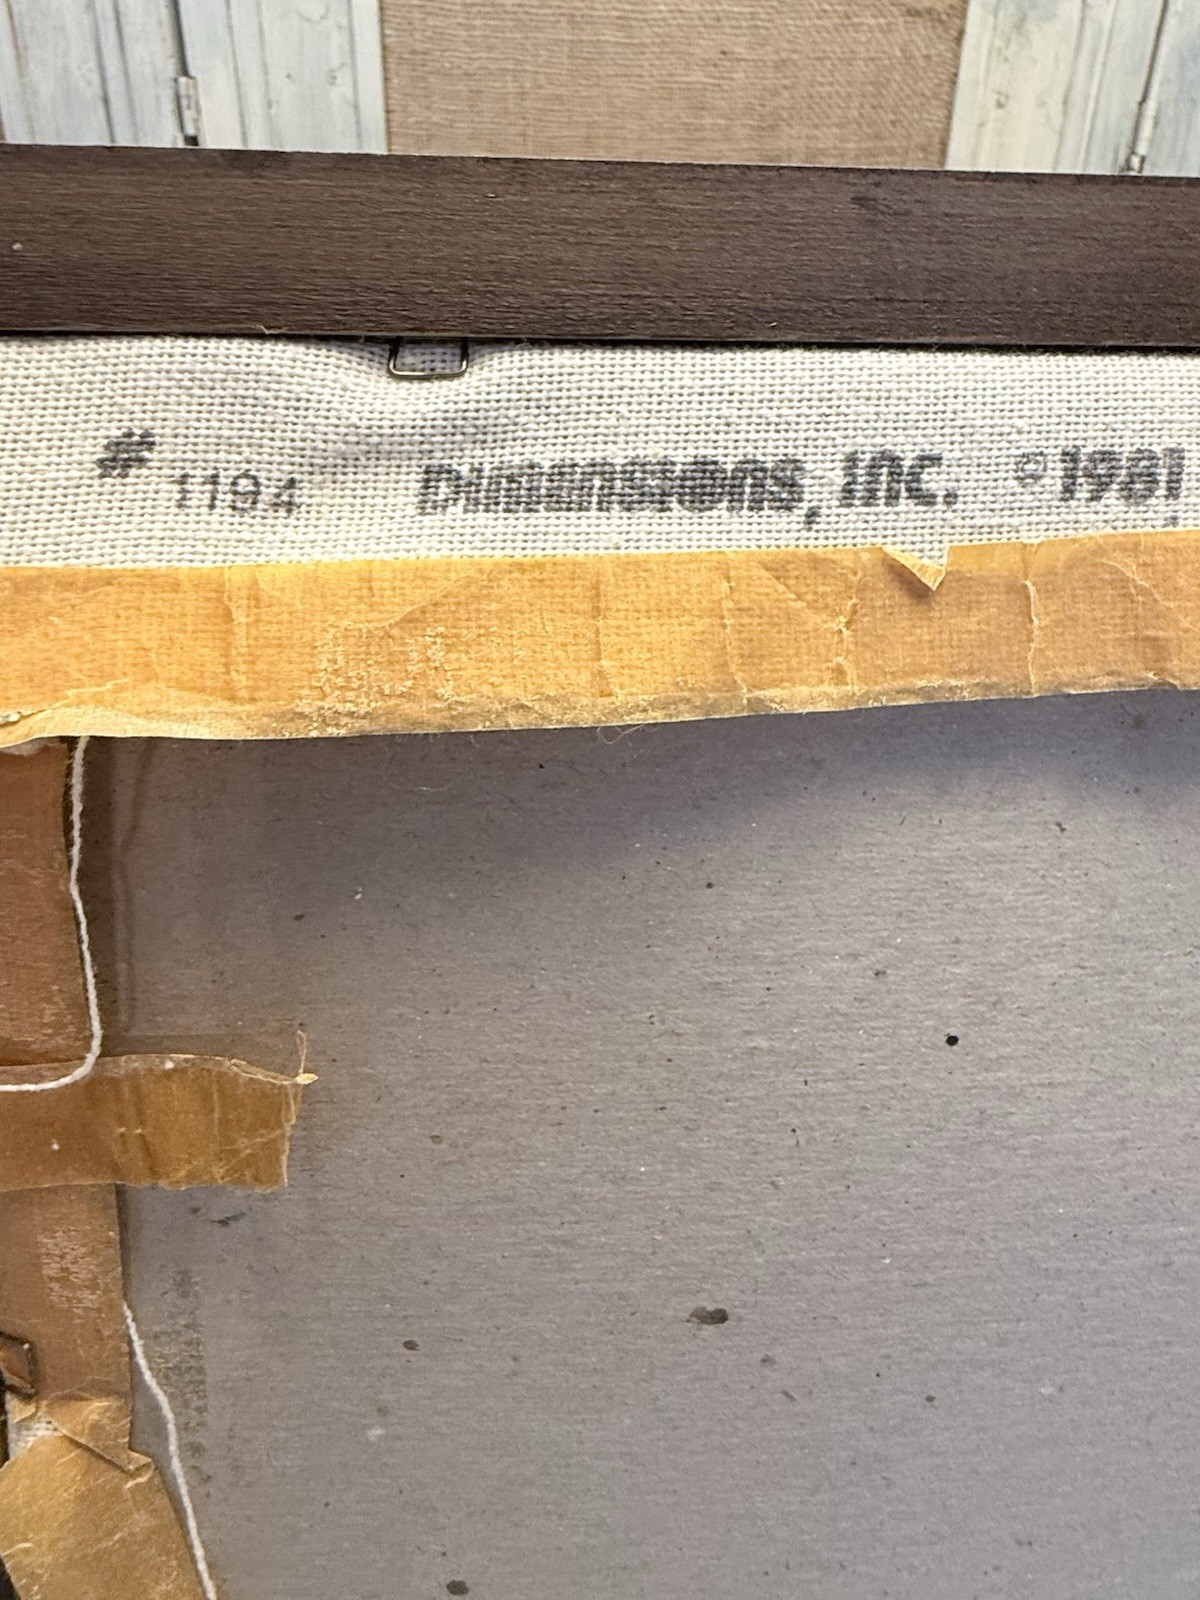 # 1194 Dimensions, Inc. ©1981,